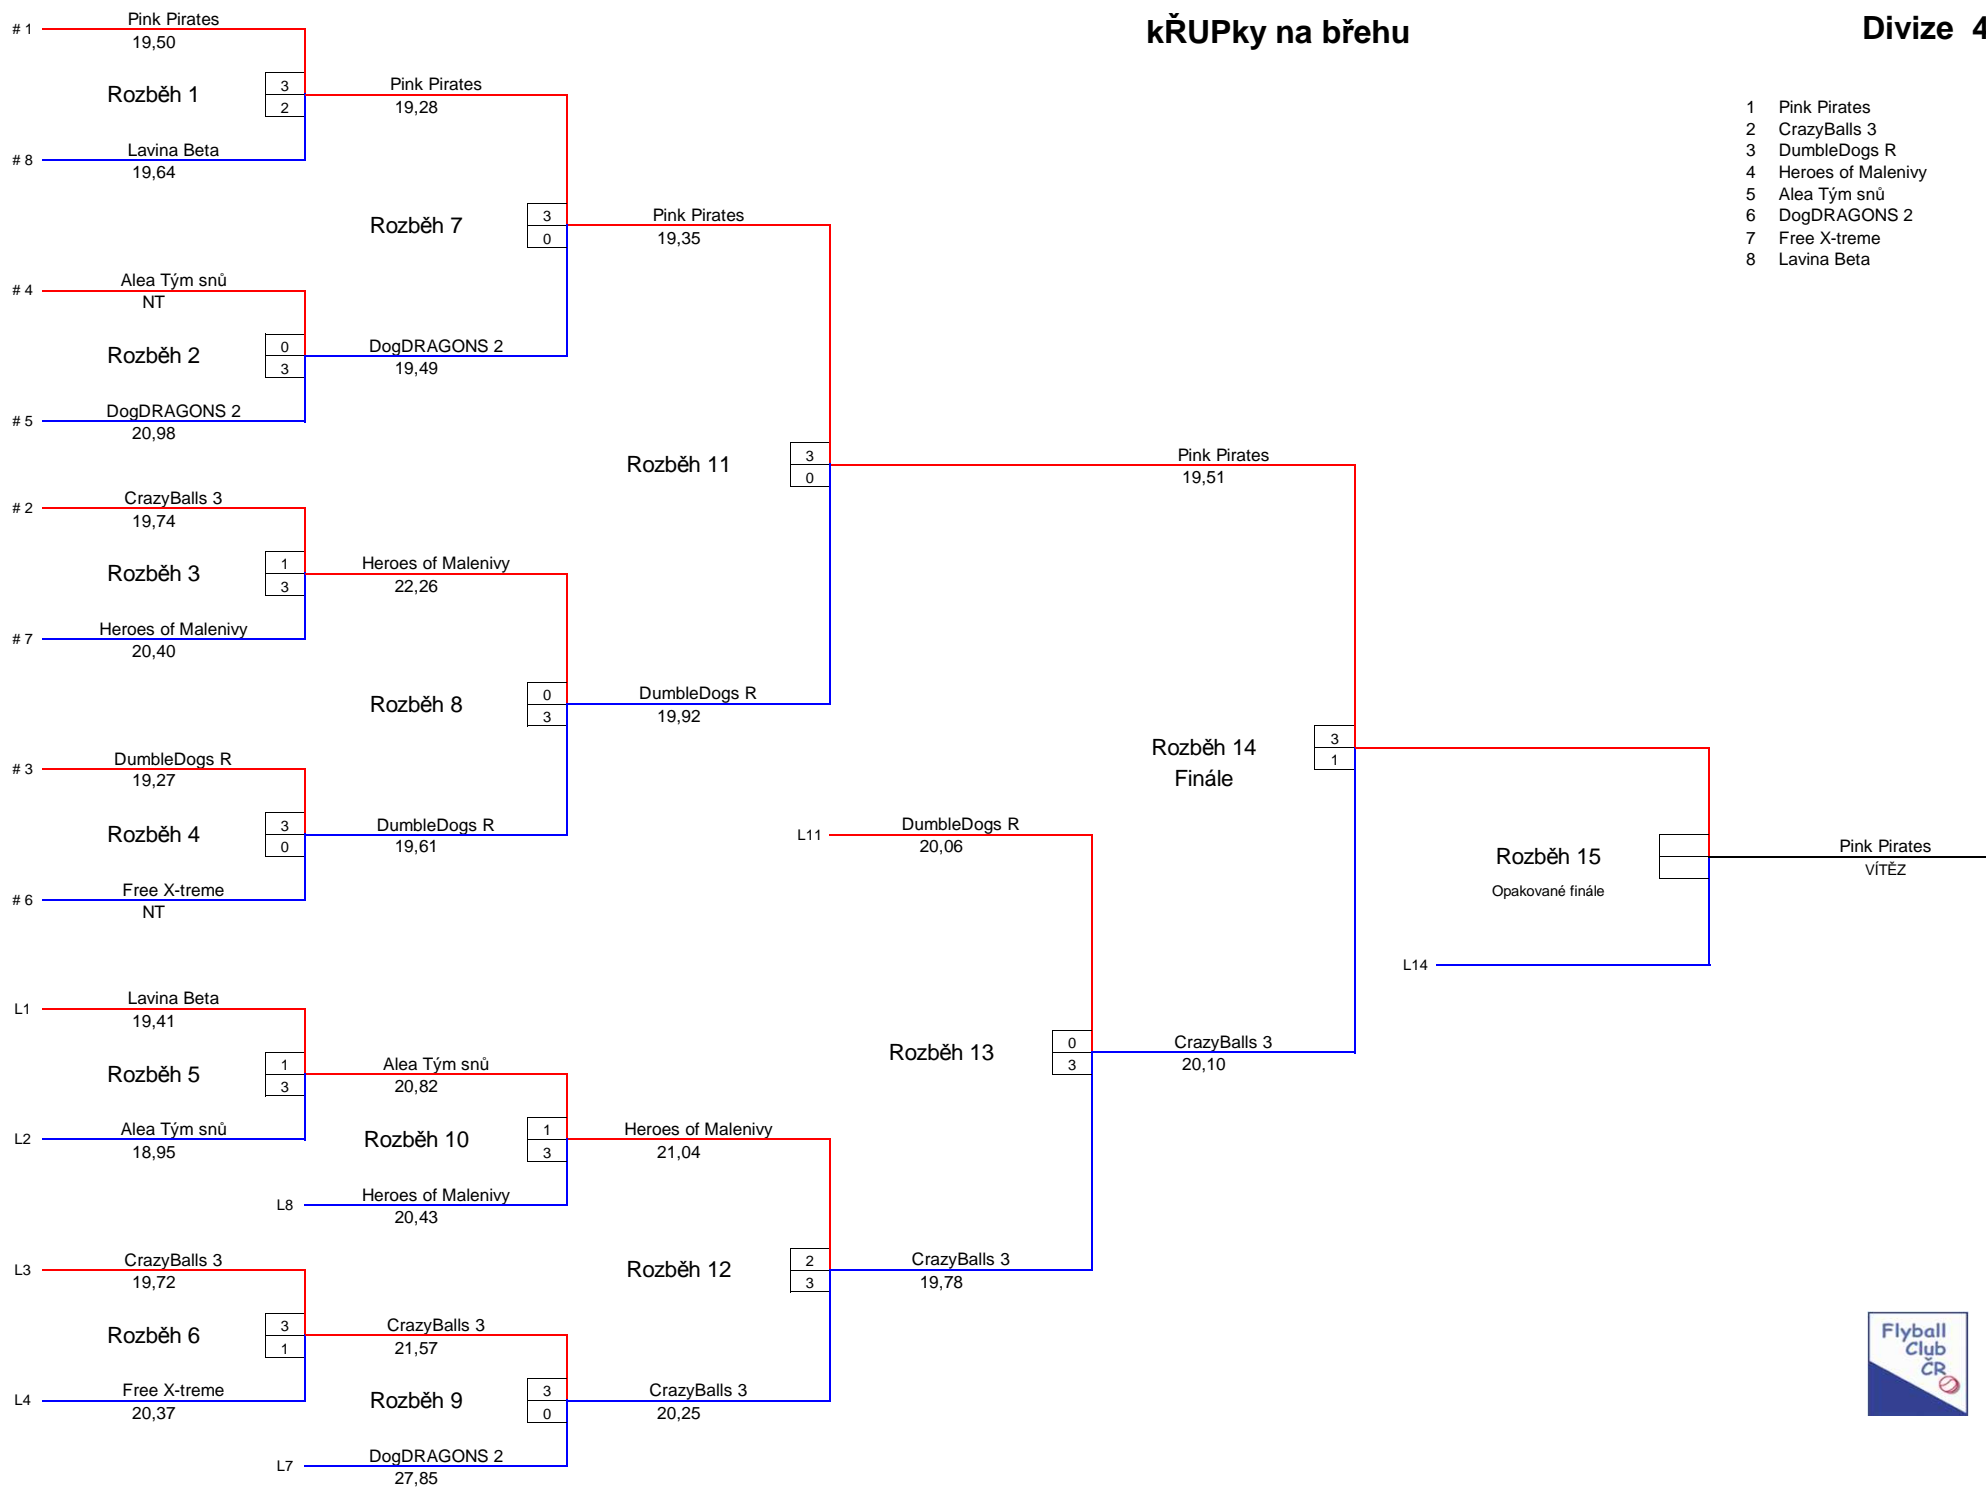 kŘUPky na břehu
Divize 4
1 Pink Pirates
2 CrazyBalls 3
3 DumbleDogs R
4 Heroes of Malenivy
5 Alea Tým snů
6 DogDRAGONS 2
7 Free X-treme
8 Lavina Beta
# 1
Pink Pirates
19,50
Rozběh 1
3
2
# 8
Lavina Beta
19,64
# 4
Alea Tým snů
NT
Rozběh 2
0
3
# 5
DogDRAGONS 2
20,98
# 2
CrazyBalls 3
19,74
Rozběh 3
1
3
# 7
Heroes of Malenivy
20,40
# 3
DumbleDogs R
19,27
Rozběh 4
3
0
# 6
Free X-treme
NT
L1
Lavina Beta
19,41
Rozběh 5
1
3
L2
Alea Tým snů
18,95
L3
CrazyBalls 3
19,72
Rozběh 6
3
1
L4
Free X-treme
20,37
Pink Pirates
19,28
Rozběh 7
3
0
DogDRAGONS 2
19,49
Heroes of Malenivy
22,26
Rozběh 8
0
3
DumbleDogs R
19,61
Alea Tým snů
20,82
Rozběh 10
1
3
L8
Heroes of Malenivy
20,43
CrazyBalls 3
21,57
Rozběh 9
3
0
L7
DogDRAGONS 2
27,85
Pink Pirates
19,35
Rozběh 11
3
0
DumbleDogs R
19,92
Heroes of Malenivy
21,04
Rozběh 12
2
3
CrazyBalls 3
20,25
L11
DumbleDogs R
20,06
Rozběh 13
0
3
CrazyBalls 3
19,78
Pink Pirates
19,51
Rozběh 14
Finále
3
1
CrazyBalls 3
20,10
Rozběh 15
Opakované finále
L14
Pink Pirates
VÍTĚZ
Flyball
Club
ČR